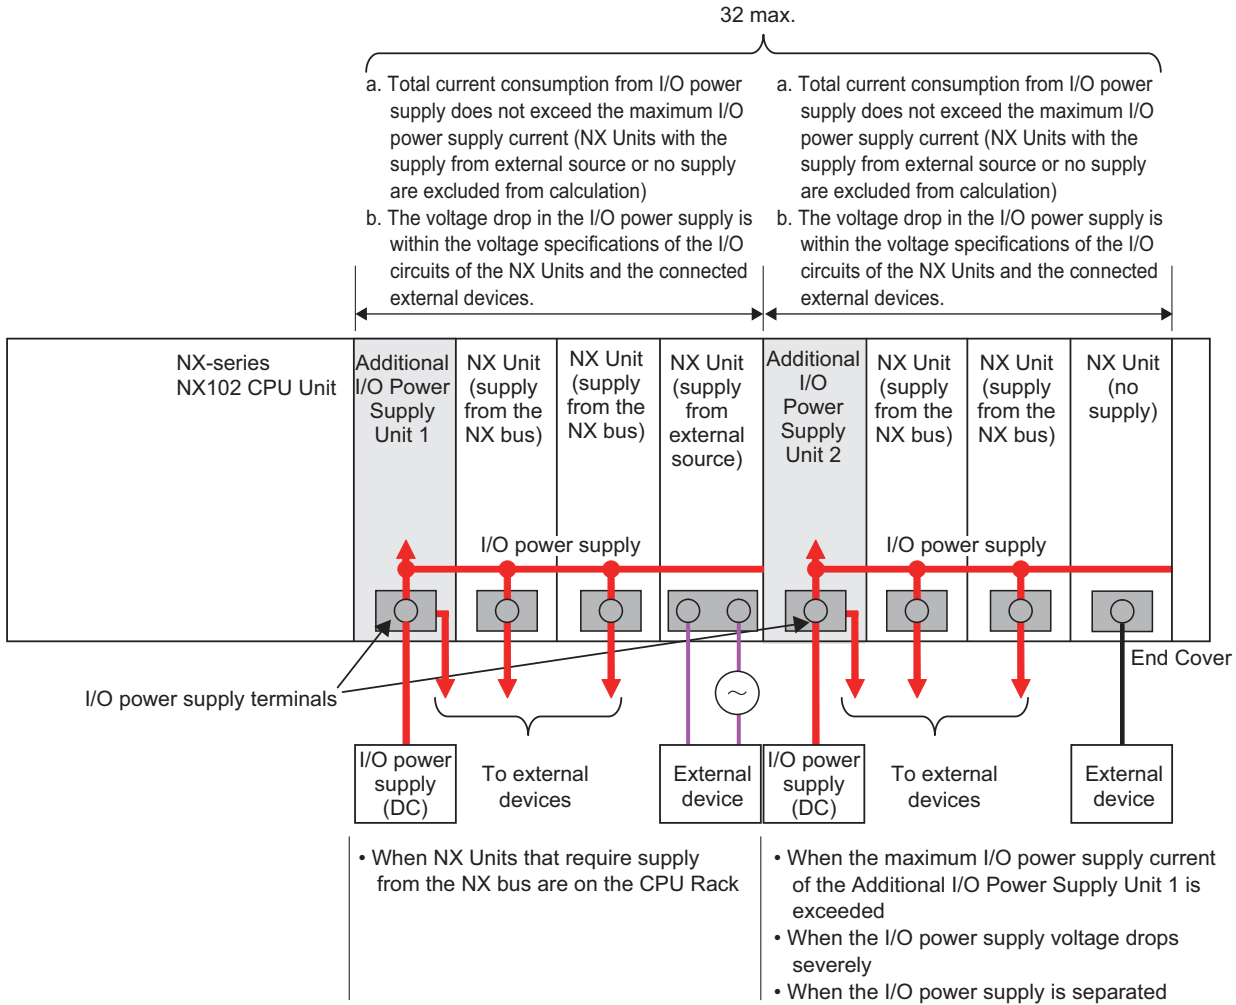 32 max.
a. Total current consumption from I/O power
supply does not exceed the maximum I/O
power supply current (NX Units with the
supply from external source or no supply
are excluded from calculation)
b. The voltage drop in the I/O power supply is
within the voltage specifications of the I/O
circuits of the NX Units and the connected
external devices.
a. Total current consumption from I/O power
supply does not exceed the maximum I/O
power supply current (NX Units with the
supply from external source or no supply
are excluded from calculation)
b. The voltage drop in the I/O power supply is
within the voltage specifications of the I/O
circuits of the NX Units and the connected
external devices.
NX-series
NX102 CPU Unit
Additional
I/O Power
Supply
Unit 1
NX Unit
(supply
from the
NX bus)
NX Unit
(supply
from the
NX bus)
NX Unit
(supply
from
external
source)
Additional
I/O
Power
Supply
Unit 2
NX Unit
(supply
from the
NX bus)
NX Unit
(supply
from the
NX bus)
NX Unit
(no
supply)
I/O power supply
I/O power supply
End Cover
I/O power supply terminals
I/O power
supply
(DC)
To external
devices
External
device
I/O power
supply
(DC)
To external
devices
External
device
• When NX Units that require supply
from the NX bus are on the CPU Rack
• When the maximum I/O power supply current
of the Additional I/O Power Supply Unit 1 is
exceeded
• When the I/O power supply voltage drops
severely
• When the I/O power supply is separated